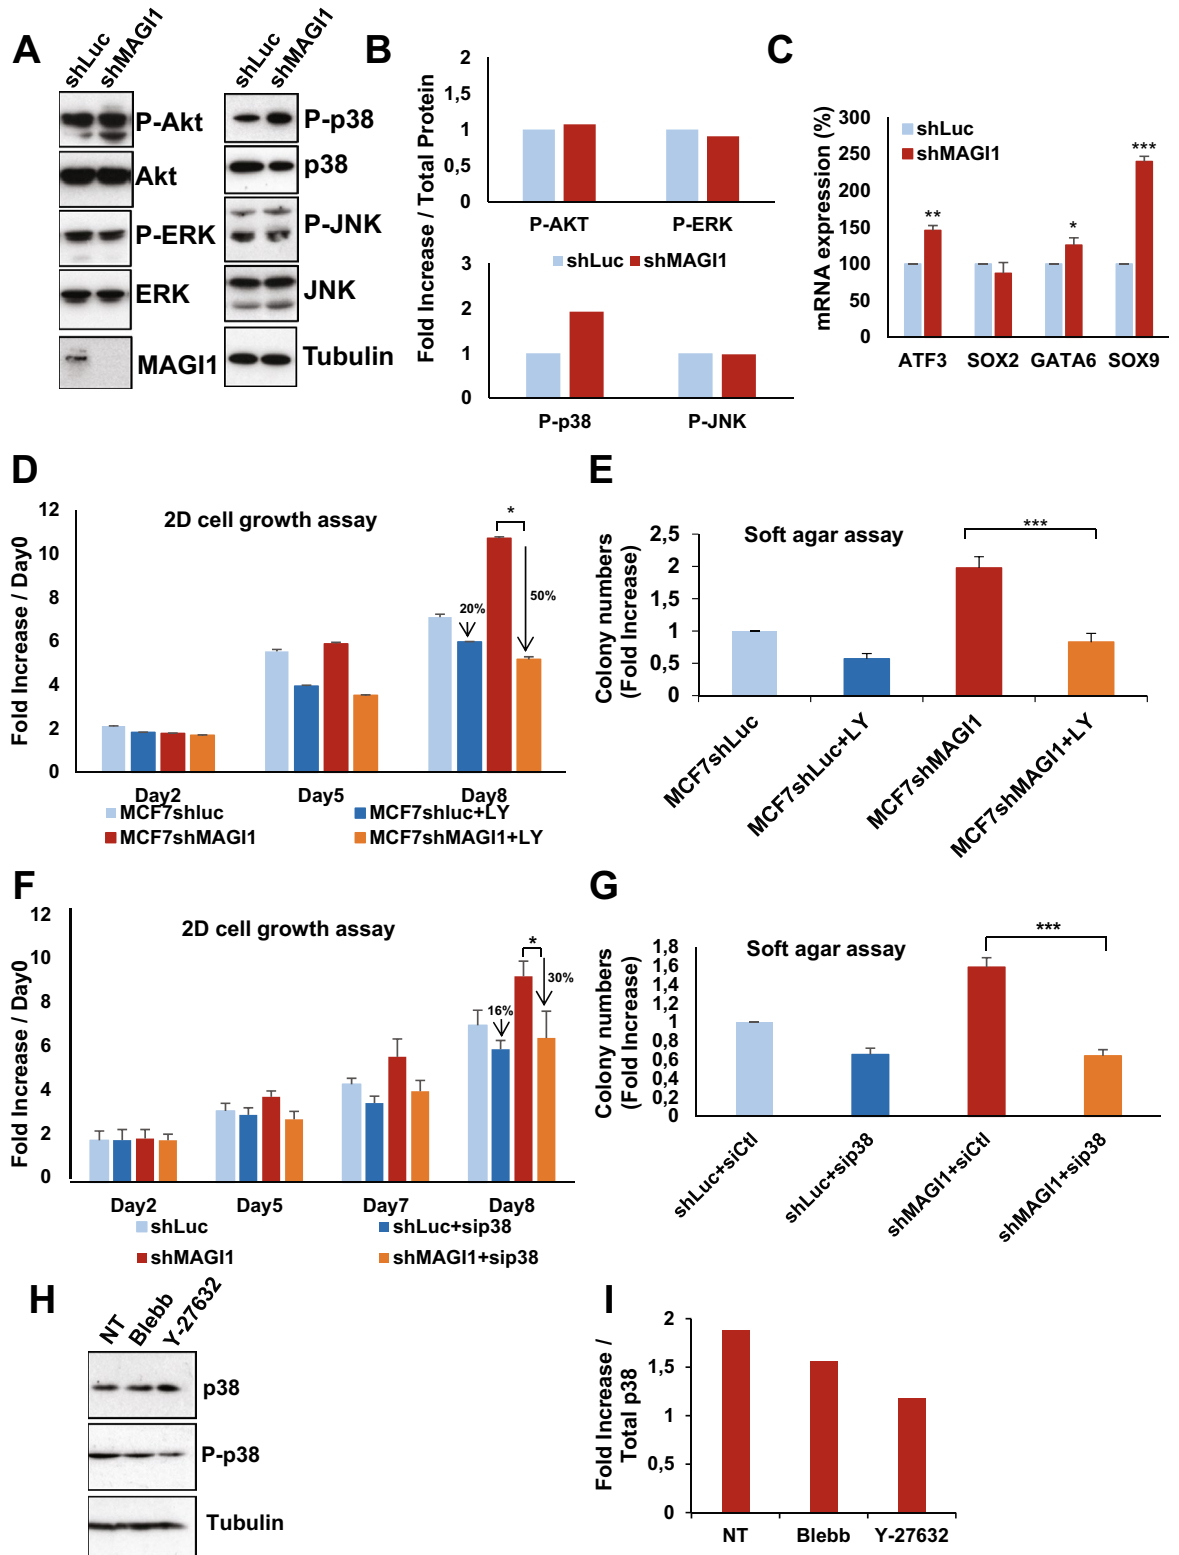 A
shLuc
shMAGI1
P-Akt
Akt
P-ERK
ERK
MAGI1
shLuc
shMAGI1
P-p38
p38
P-JNK
JNK
Tubulin
B
Fold Increase / Total Protein
2
1,5
1
0,5
0
P-AKT
P-ERK
shLuc
shMAGI1
3
2
1
0
P-p38
P-JNK
C
mRNA expression (%)
300
250
200
150
100
50
0
shLuc
shMAGI1
**
*
***
ATF3
SOX2
GATA6
SOX9
D
2D cell growth assay
Fold Increase / Day0
12
10
8
6
4
2
0
20%
*
50%
Day2
Day5
Day8
MCF7shluc
MCF7shluc+LY
MCF7shMAGI1
MCF7shMAGI1+LY
E
Soft agar assay
Colony numbers
(Fold Increase)
2,5
2
1,5
1
0,5
0
***
MCF7shLuc
MCF7shLuc+LY
MCF7shMAGI1
MCF7shMAGI1+LY
F
2D cell growth assay
Fold Increase / Day0
12
10
8
6
4
2
0
16%
*
30%
Day2
Day5
Day7
Day8
shLuc
shLuc+sip38
shMAGI1
shMAGI1+sip38
G
Soft agar assay
Colony numbers
(Fold Increase)
1,8
1,6
1,4
1,2
1
0,8
0,6
0,4
0,2
0
***
shLuc+siCtl
shLuc+sip38
shMAGI1+siCtl
shMAGI1+sip38
H
NT
Blebb
Y-27632
p38
P-p38
Tubulin
I
Fold Increase /
Total p38
2
1,5
1
0,5
0
NT
Blebb
Y-27632